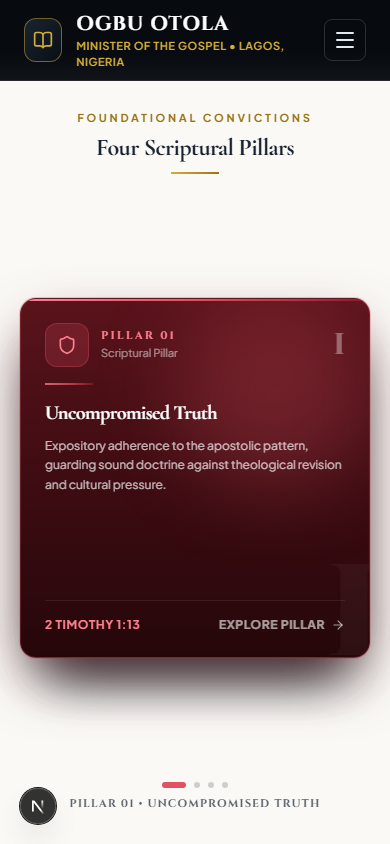 OGBU OTOLA
MINISTER OF THE GOSPEL • LAGOS,
NIGERIA
FOUNDATIONAL CONVICTIONS
Four Scriptural Pillars
PILLAR 01
Scriptural Pillar
I
Uncompromised Truth
Expository adherence to the apostolic pattern,
guarding sound doctrine against theological revision
and cultural pressure.
2 TIMOTHY 1:13
EXPLORE PILLAR →
N
PILLAR 01 • UNCOMPROMISED TRUTH